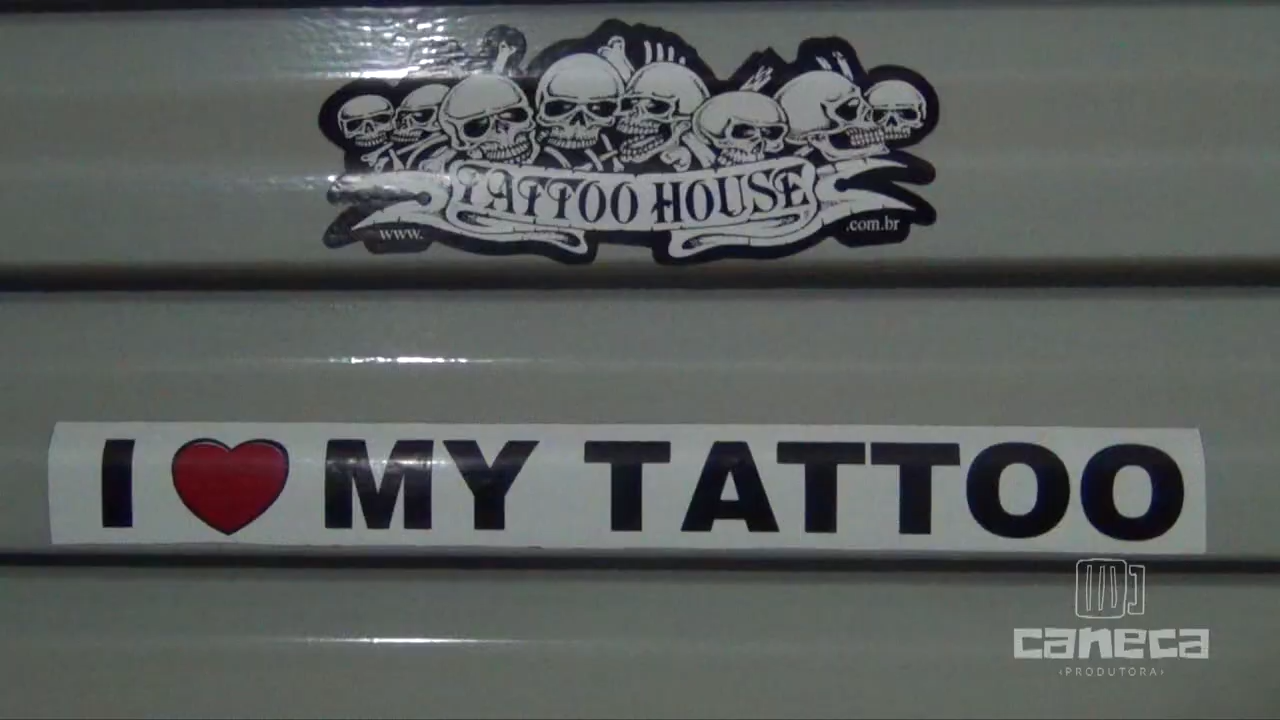 TATTOO HOUSE
www. .com.br
I ❤ MY TATTOO
caneca
‹PRODUTORA›